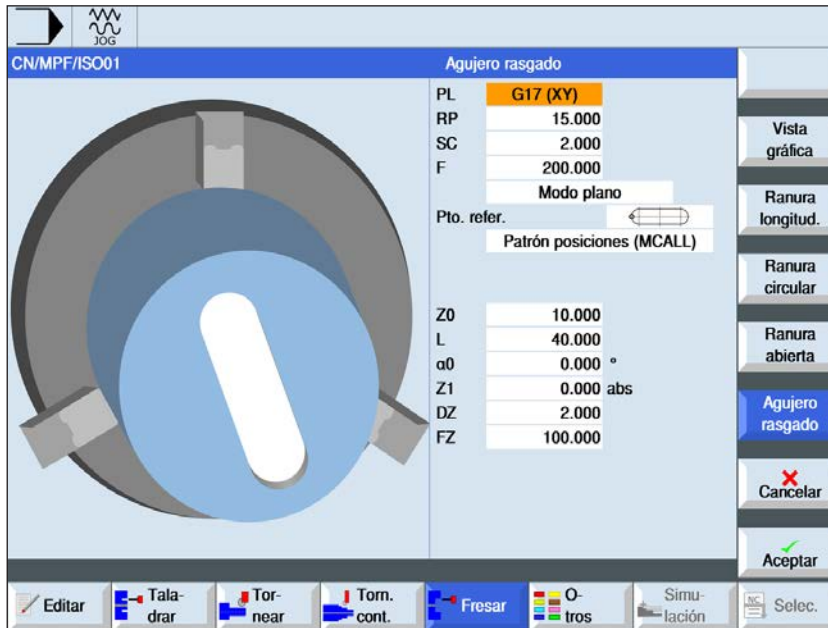 JOG
CN/MPF/ISO01
Agujero rasgado
PL G17 (XY)
RP 15.000
SC 2.000
F 200.000
Modo plano
Pto. refer.
Patrón posiciones (MCALL)
Z0 10.000
L 40.000
α0 0.000 °
Z1 0.000 abs
DZ 2.000
FZ 100.000
Vista
gráfica
Ranura
longitud.
Ranura
circular
Ranura
abierta
Agujero
rasgado
Cancelar
Aceptar
Editar
Tala-
drar
Tor-
near
Torn.
cont.
Fresar
O-
tros
Simu-
lación
NC
Selec.